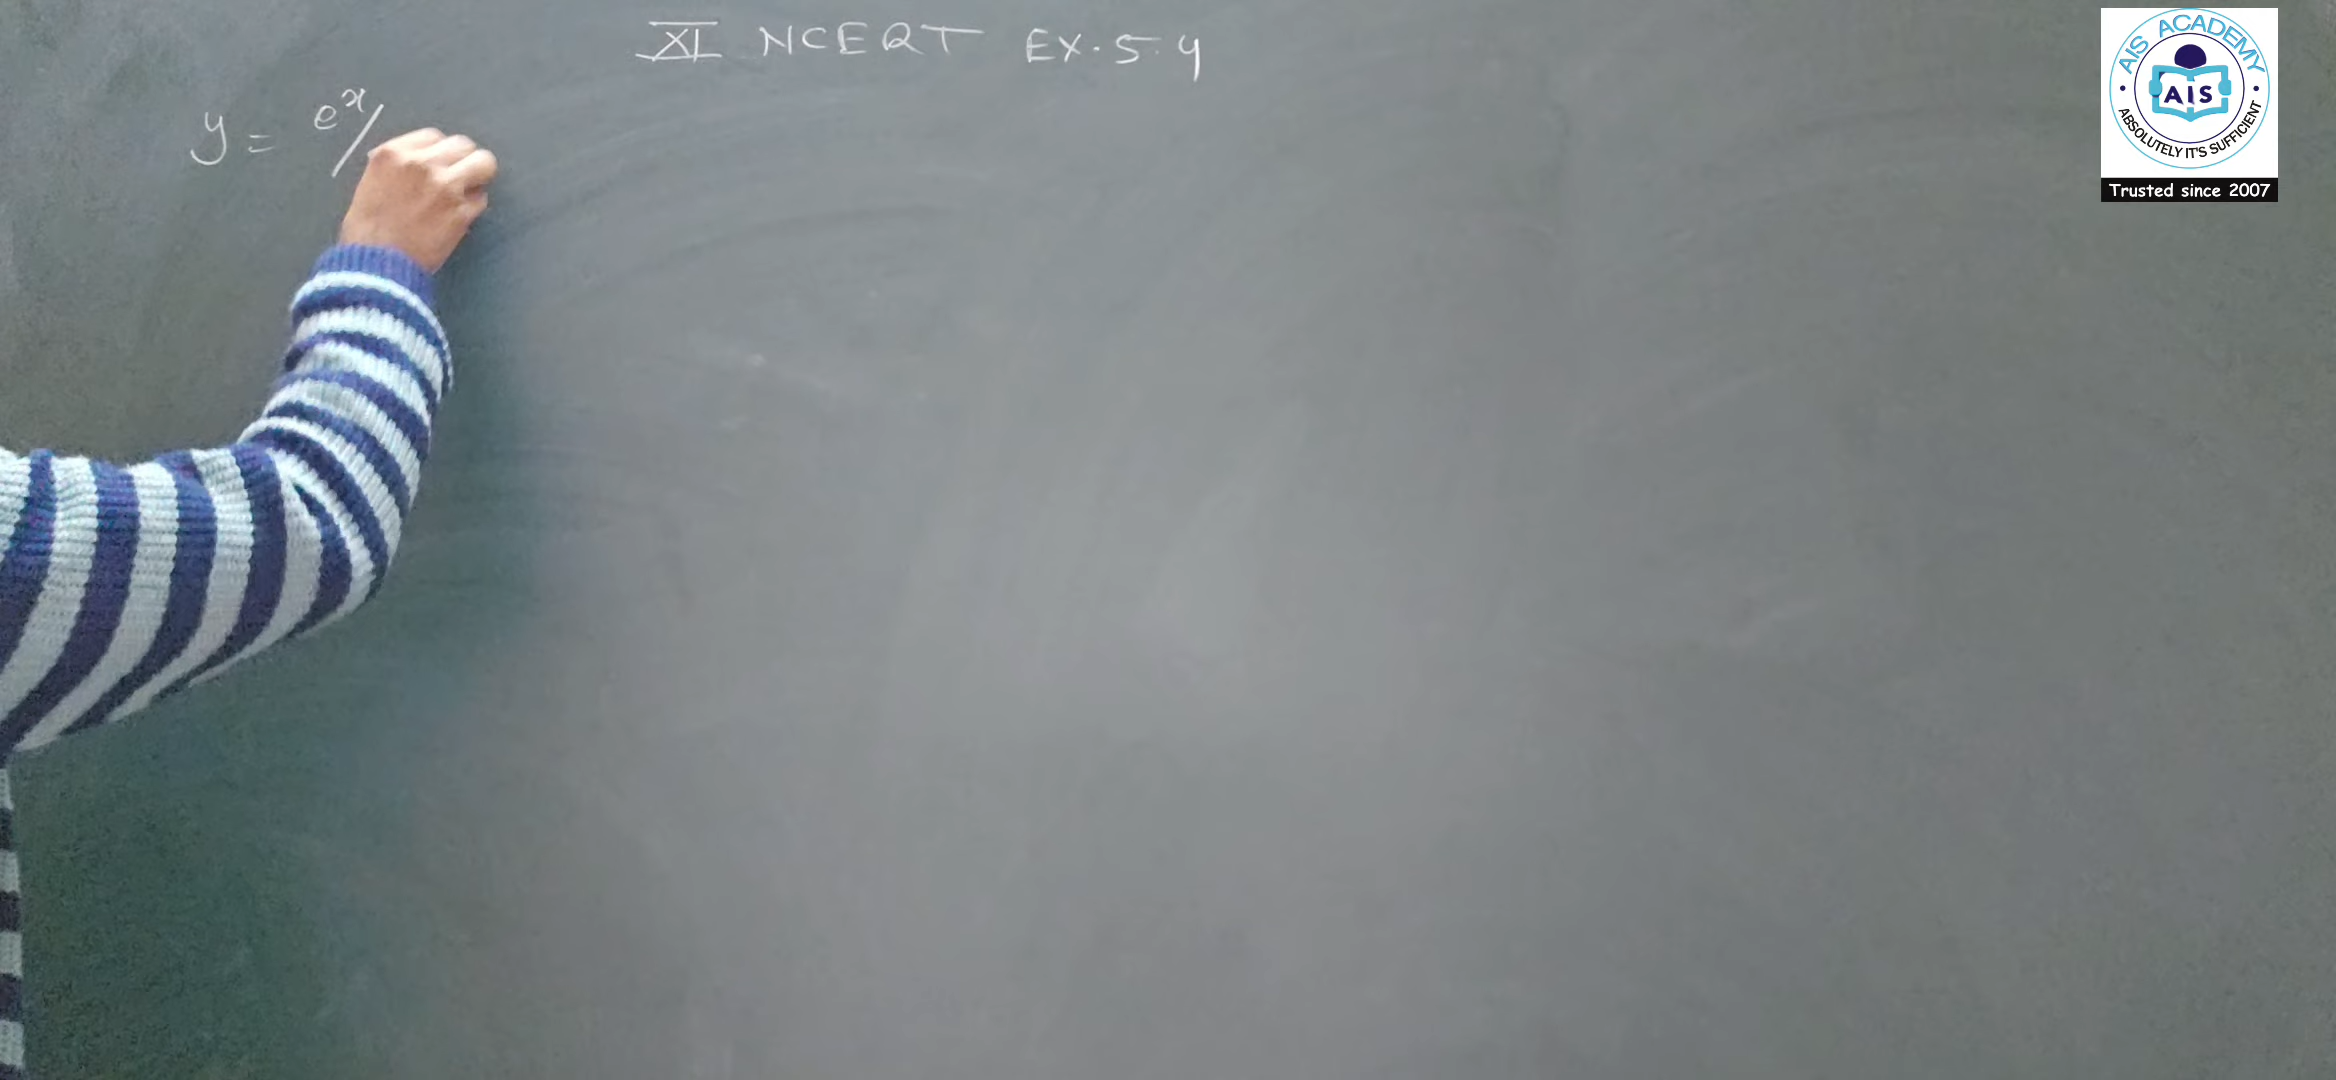 XI NCERT EX. 5.4
y = e^x/
AIS ACADEMY
AIS
ABSOLUTELY IT'S SUFFICIENT
Trusted since 2007